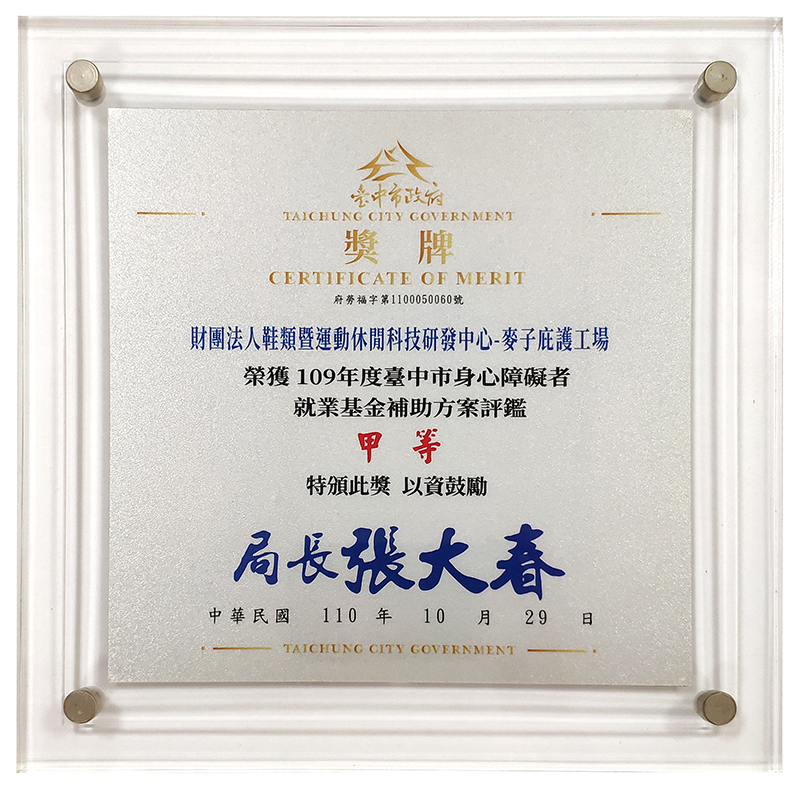 臺中市政府
TAICHUNG CITY GOVERNMENT
獎 牌
CERTIFICATE OF MERIT
府勞福字第1100050060號
財團法人鞋類暨運動休閒科技研發中心-麥子庇護工場
榮獲 109年度臺中市身心障礙者
就業基金補助方案評鑑
甲 等
特頒此獎 以資鼓勵
局長 張大春
中華民國 110 年 10 月 29 日
TAICHUNG CITY GOVERNMENT